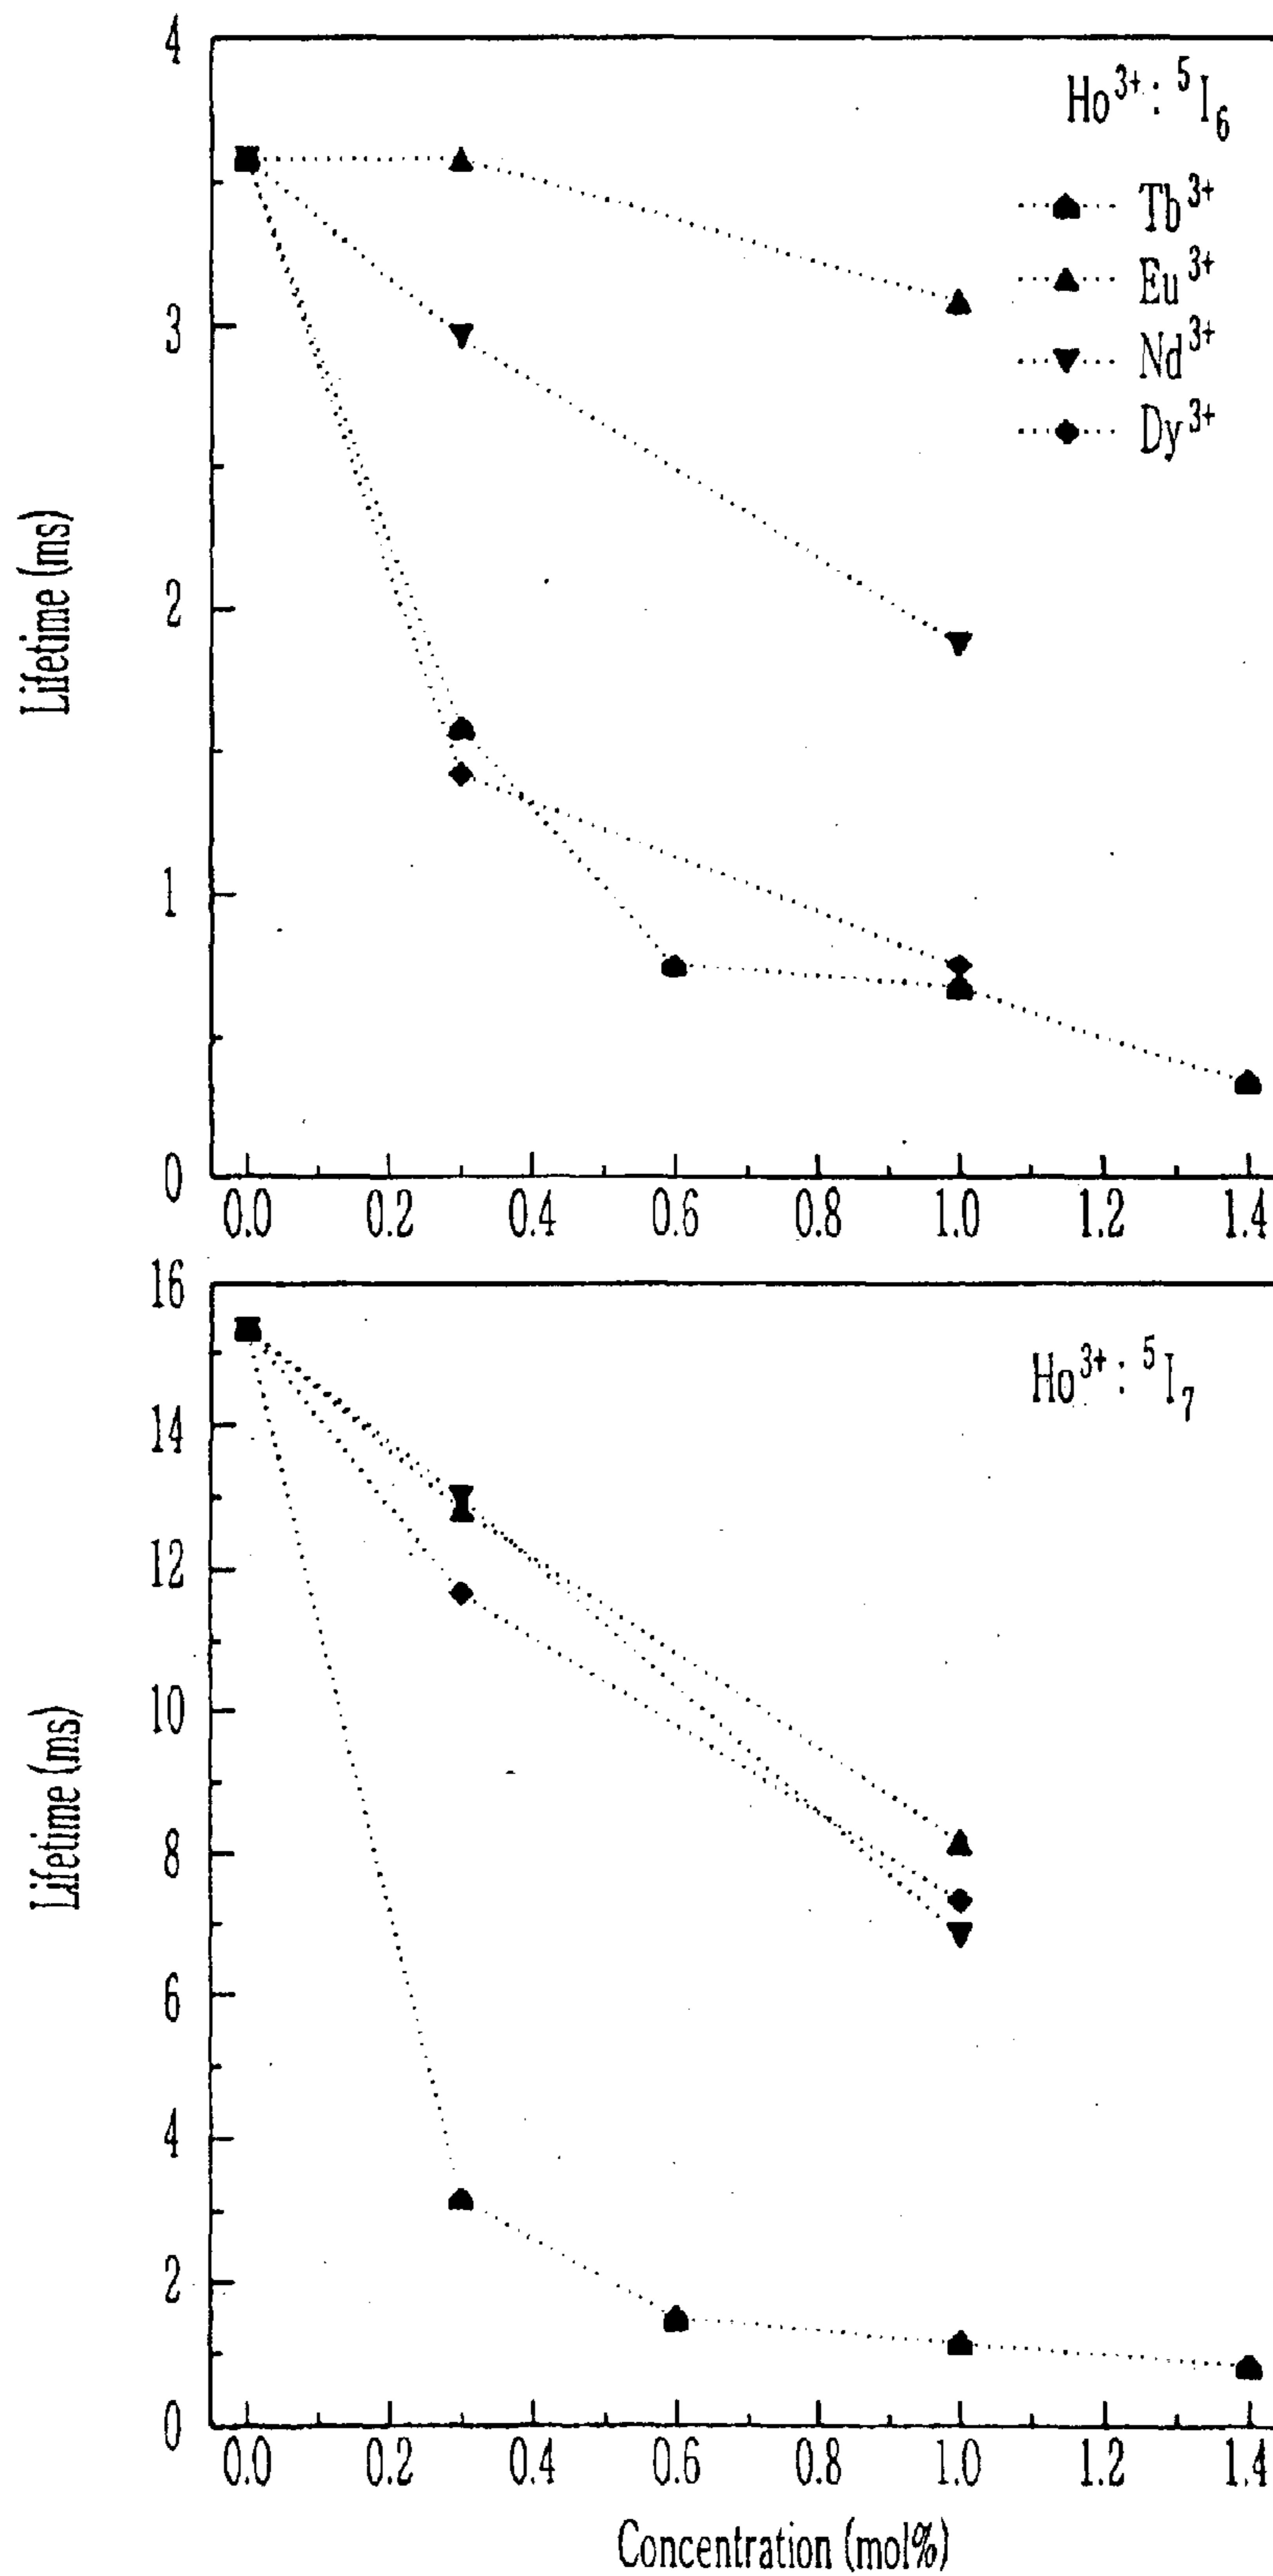 4
Ho³⁺: ⁵I₆
Tb³⁺
Eu³⁺
3
Nd³⁺
Dy³⁺
2
Lifetime (ms)
1
0
0.0 0.2 0.4 0.6 0.8 1.0 1.2 1.4
16
Ho³⁺: ⁵I₇
14
12
10
Lifetime (ms)
8
6
4
2
0
0.0 0.2 0.4 0.6 0.8 1.0 1.2 1.4
Concentration (mol%)